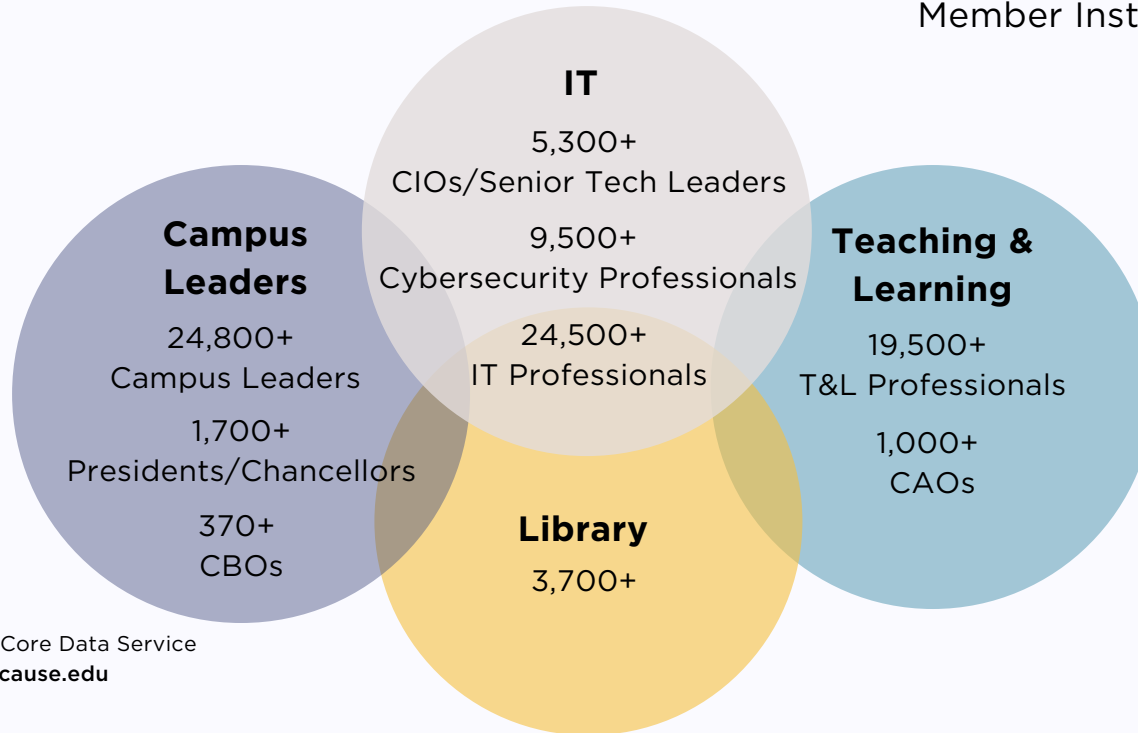 Member Inst
IT
5,300+
CIOs/Senior Tech Leaders
9,500+
Cybersecurity Professionals
24,500+
IT Professionals
Campus
Leaders
24,800+
Campus Leaders
1,700+
Presidents/Chancellors
370+
CBOs
Teaching &
Learning
19,500+
T&L Professionals
1,000+
CAOs
Library
3,700+
Core Data Service
cause.edu